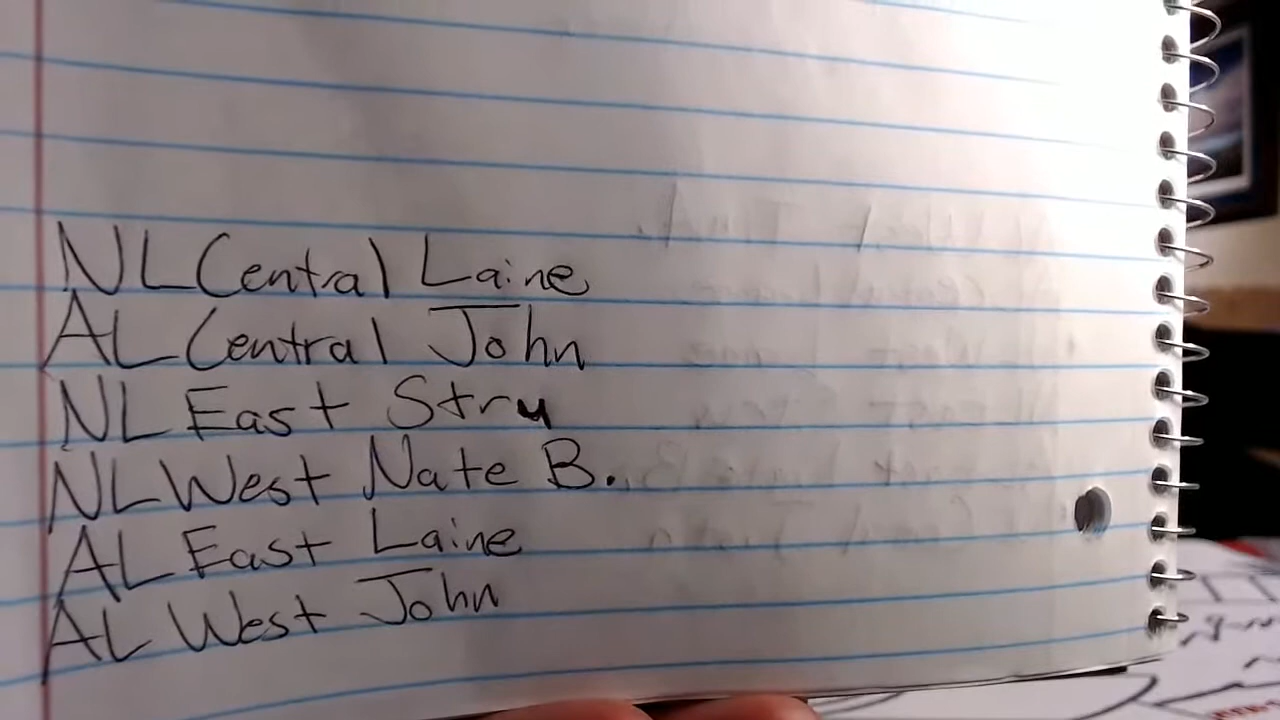 NL Central Laine
AL Central John
NL East Stru
NL West Nate B.
AL East Laine
AL West John